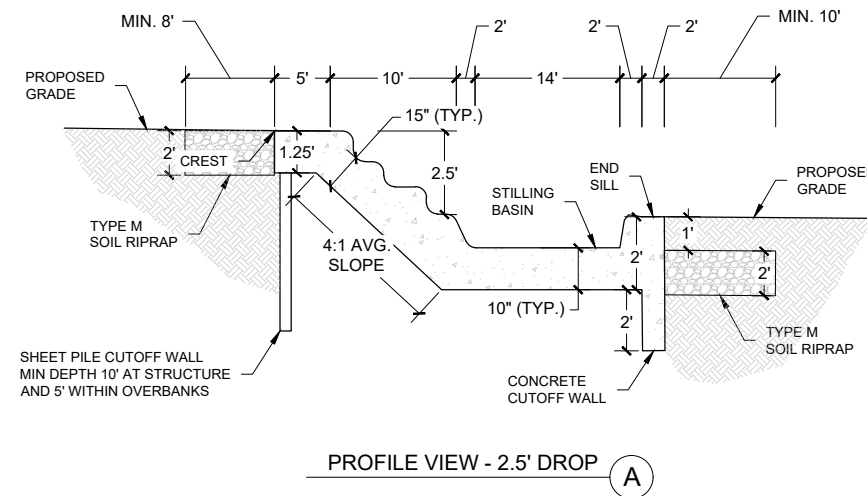 MIN. 8'
5'
10'
2'
14'
2'
2'
MIN. 10'
PROPOSED
GRADE
2'
CREST
1.25'
15" (TYP.)
2.5'
TYPE M
SOIL RIPRAP
4:1 AVG.
SLOPE
STILLING
BASIN
END
SILL
PROPOSED
GRADE
1'
2'
2'
10" (TYP.)
2'
TYPE M
SOIL RIPRAP
SHEET PILE CUTOFF WALL
MIN DEPTH 10' AT STRUCTURE
AND 5' WITHIN OVERBANKS
CONCRETE
CUTOFF WALL
PROFILE VIEW - 2.5' DROP
A